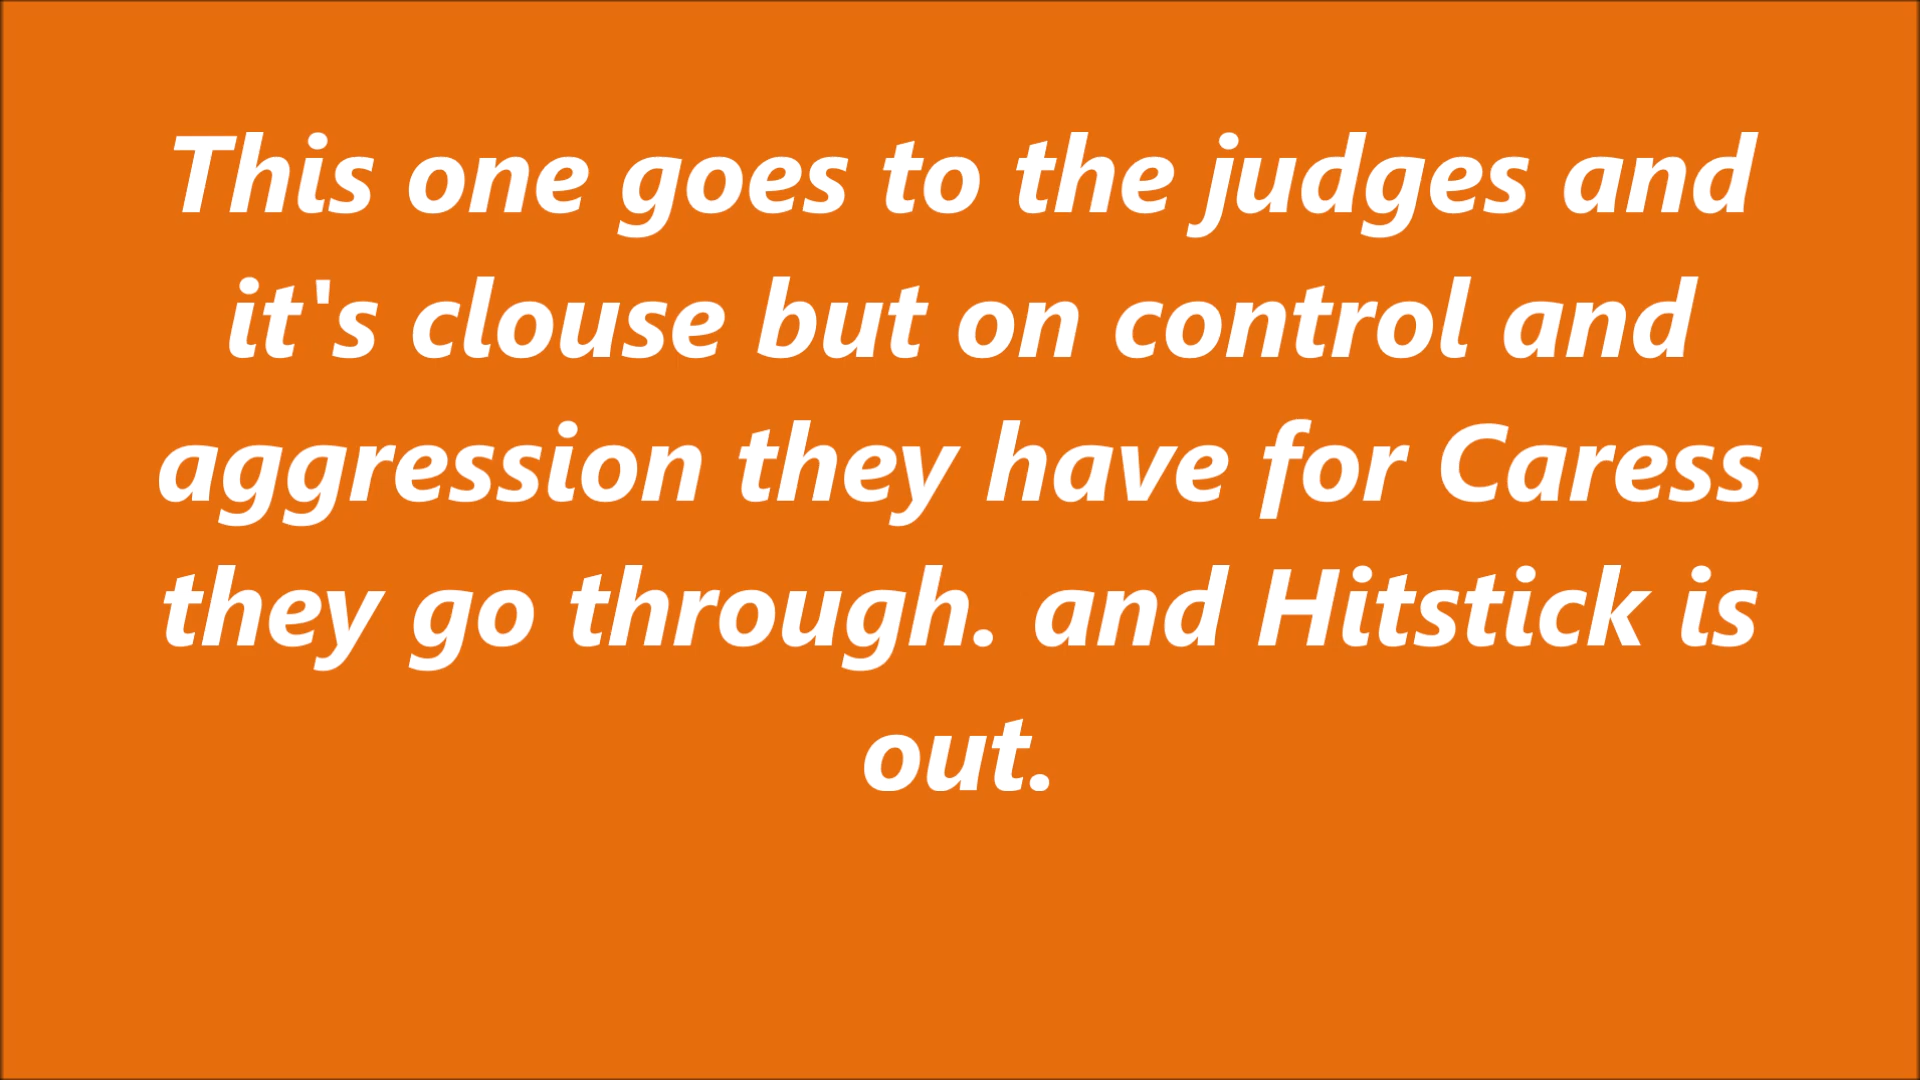 This one goes to the judges and
it's clouse but on control and
aggression they have for Caress
they go through. and Hitstick is
out.